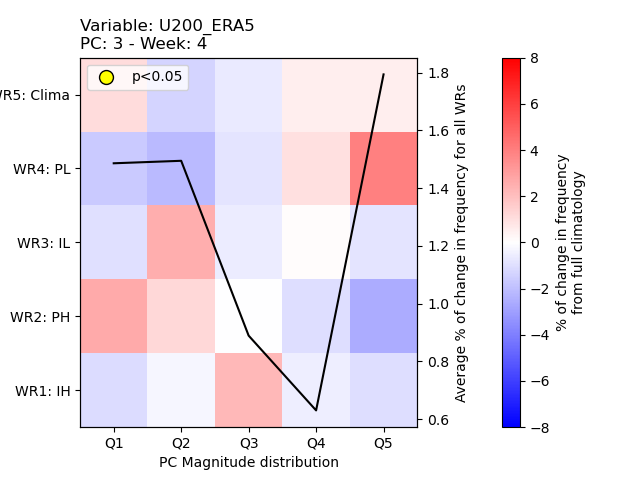 Variable: U200_ERA5
PC: 3 - Week: 4
p<0.05
WR5: Clima
WR4: PL
WR3: IL
WR2: PH
WR1: IH
Q1 Q2 Q3 Q4 Q5
PC Magnitude distribution
1.8
1.6
1.4
1.2
1.0
0.8
0.6
Average % of change in frequency for all WRs
8
6
4
2
0
−2
−4
−6
−8
% of change in frequency
from full climatology